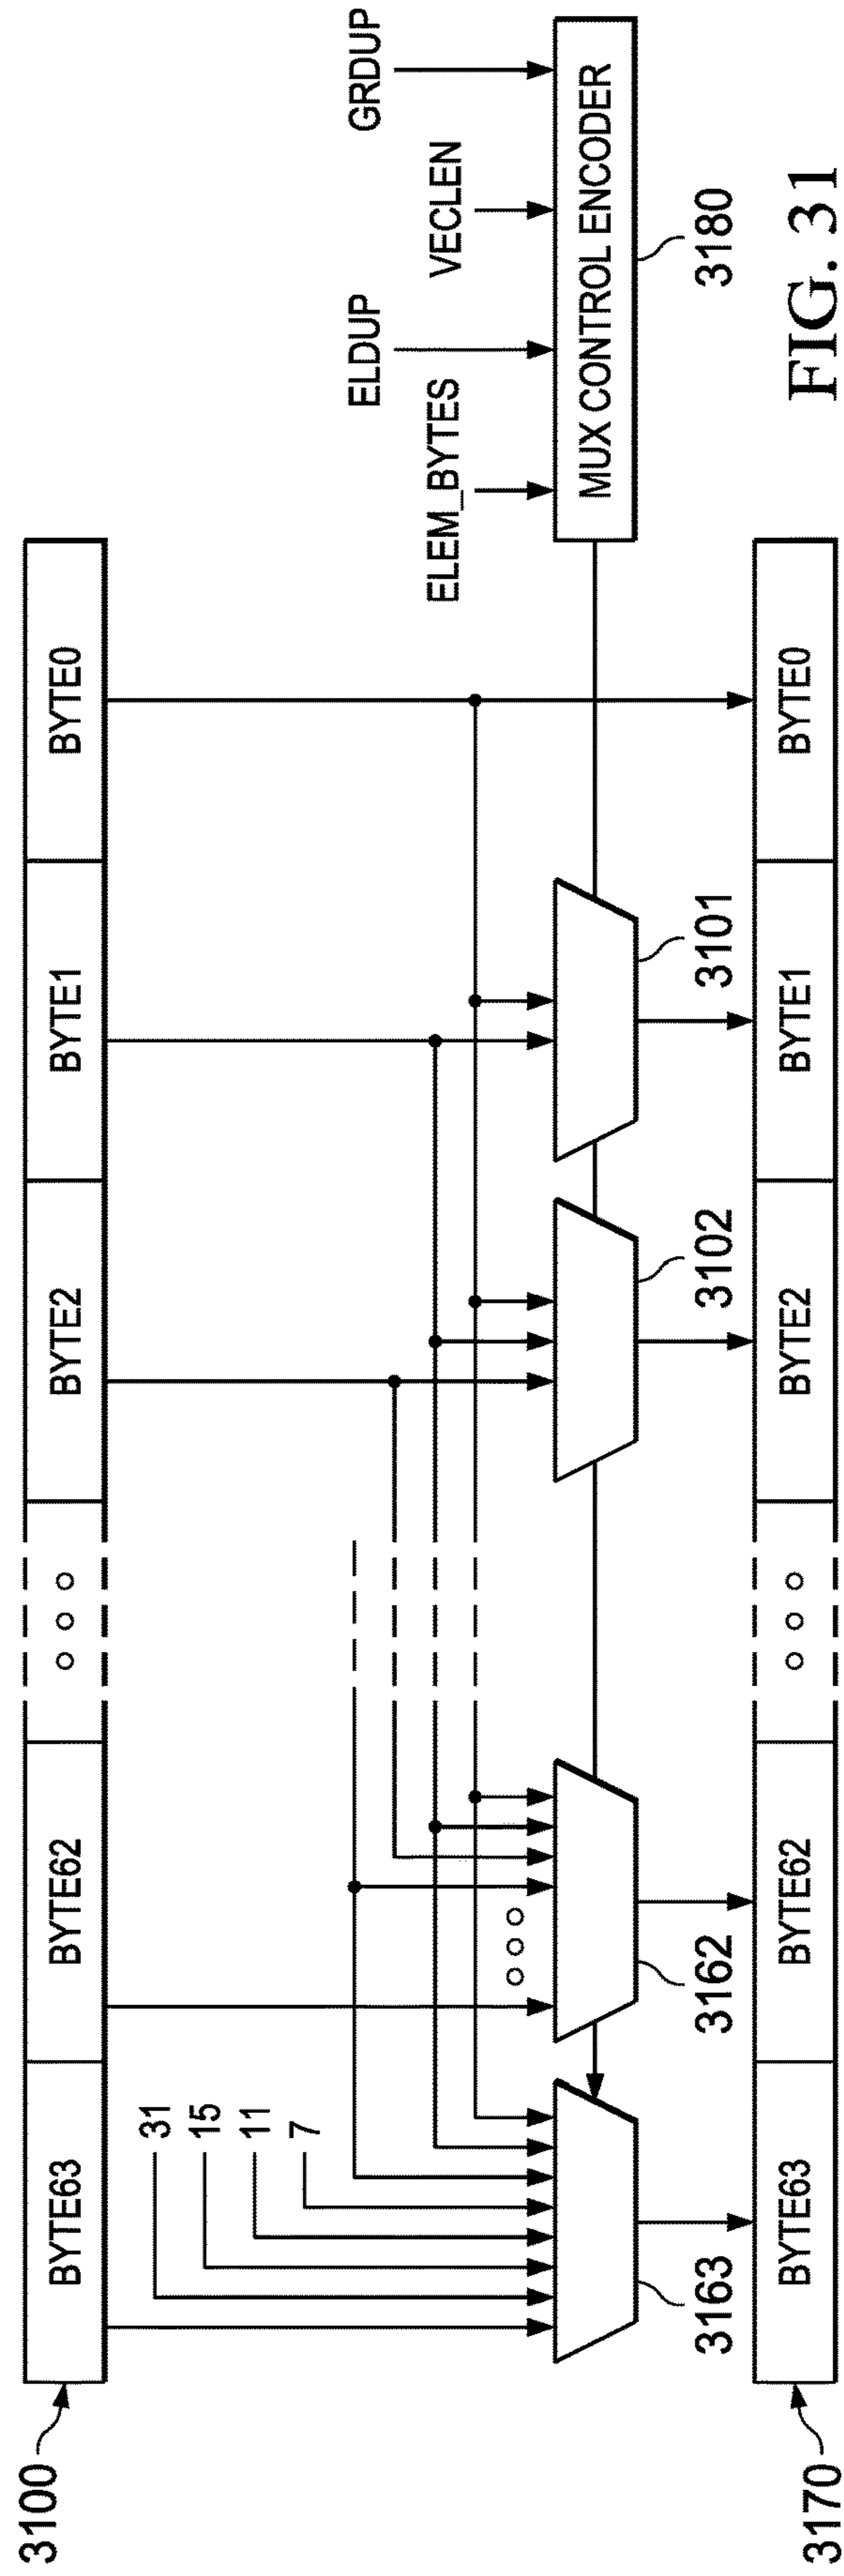 3100
BYTE63
BYTE62
○ ○ ○
BYTE2
BYTE1
BYTE0
31
15
11
7
○ ○ ○
ELEM_BYTES
ELDUP
VECLEN
GRDUP
MUX CONTROL ENCODER
3163
3162
3102
3101
3180
3170
BYTE63
BYTE62
○ ○ ○
BYTE2
BYTE1
BYTE0
FIG. 31